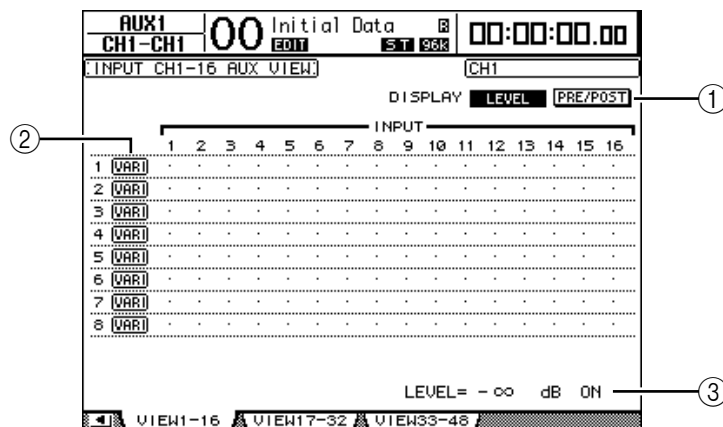 AUX1
CH1-CH1
00 Initial Data R
EDIT ST 96k
00:00:00.00
INPUT CH1-16 AUX VIEW
CH1
DISPLAY LEVEL PRE/POST
1
INPUT
2
1 2 3 4 5 6 7 8 9 10 11 12 13 14 15 16
1 VARI
2 VARI
3 VARI
4 VARI
5 VARI
6 VARI
7 VARI
8 VARI
LEVEL= -∞ dB ON
3
VIEW1-16 VIEW17-32 VIEW33-48